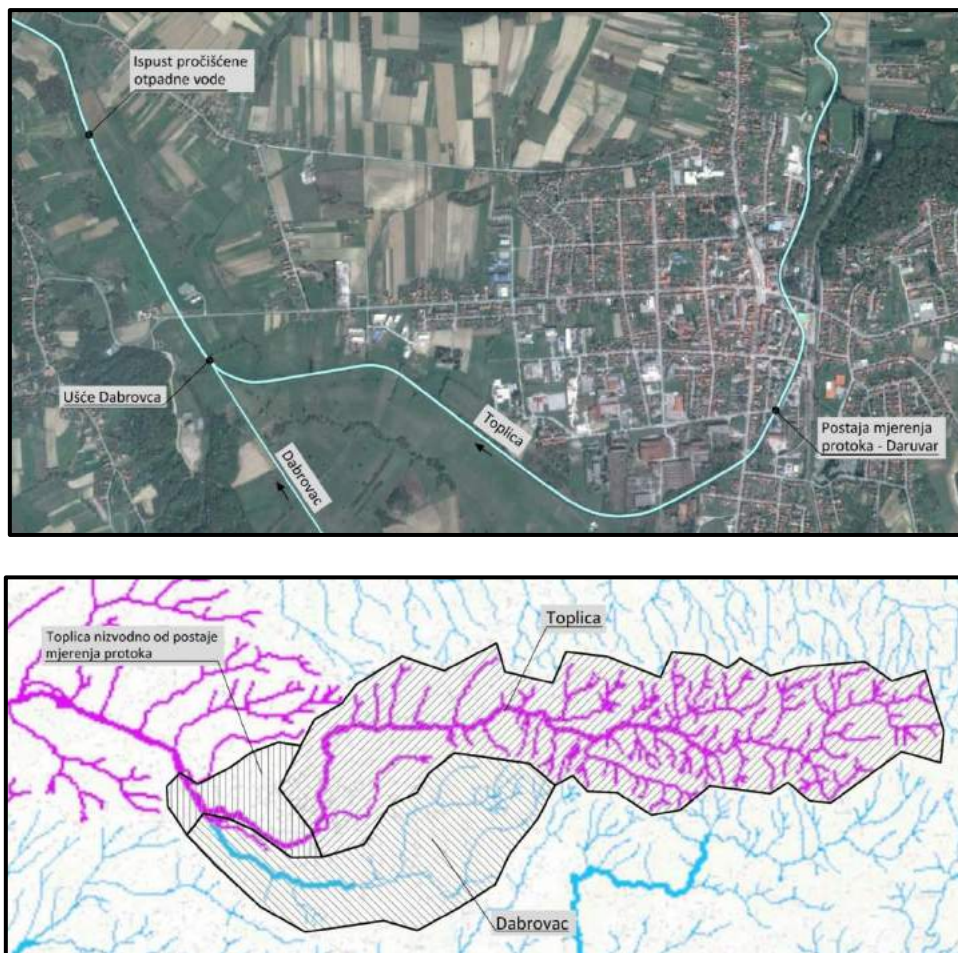 Ispust pročišćene
otpadne vode
Ušće Dabrovca
Toplica
Dabrovac
Postaja mjerenja
protoka - Daruvar
Toplica
Toplica nizvodno od postaje
mjerenja protoka
Dabrovac